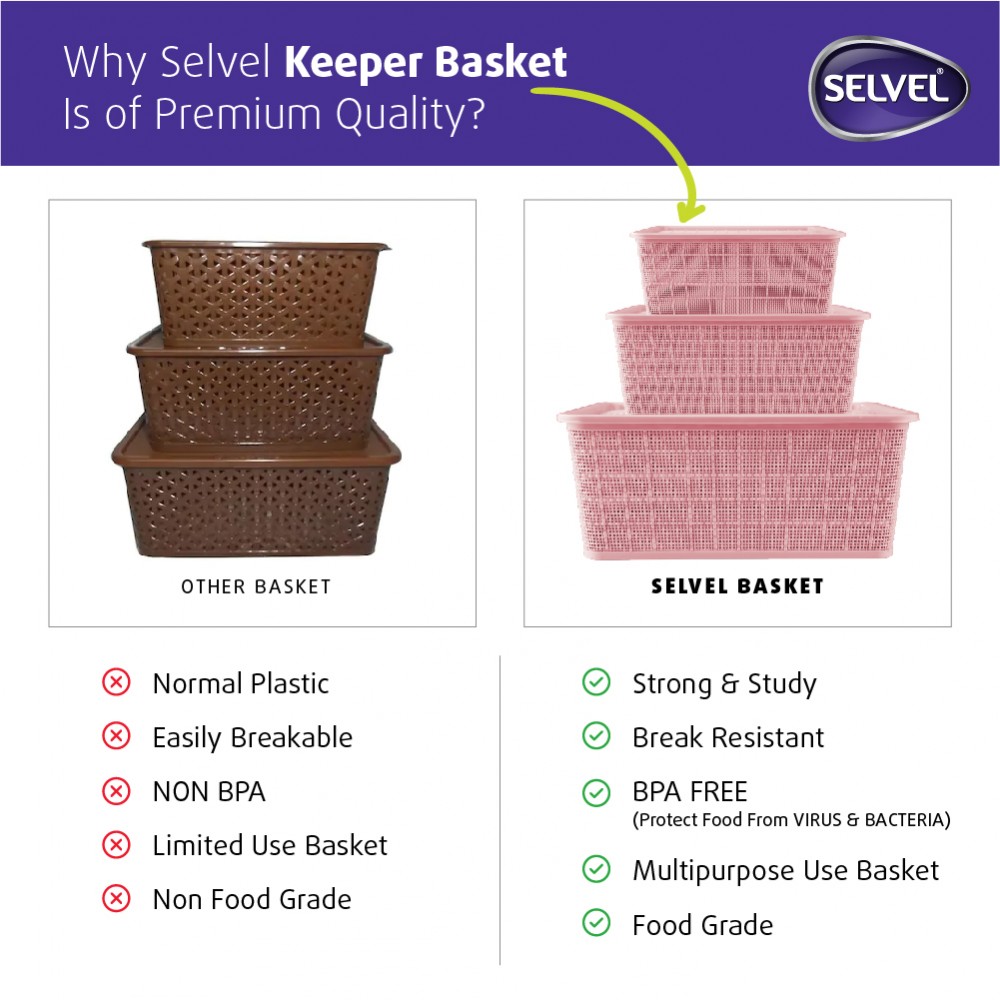 Why Selvel Keeper Basket
Is of Premium Quality?
SELVEL®
OTHER BASKET
SELVEL BASKET
Normal Plastic
Easily Breakable
NON BPA
Limited Use Basket
Non Food Grade
Strong & Study
Break Resistant
BPA FREE
(Protect Food From VIRUS & BACTERIA)
Multipurpose Use Basket
Food Grade